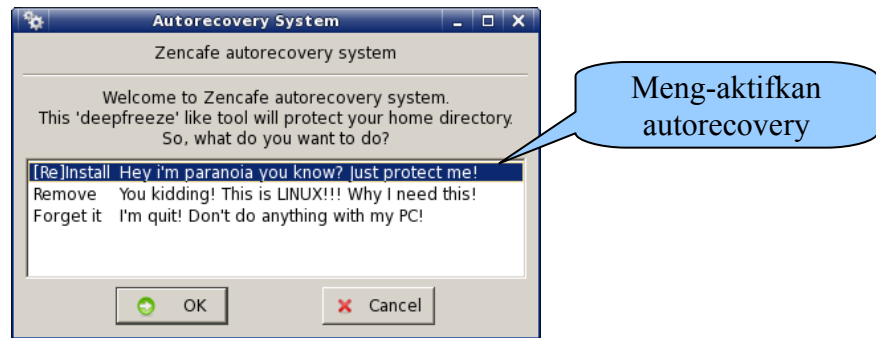 Autorecovery System
Zencafe autorecovery system
Welcome to Zencafe autorecovery system.
This 'deepfreeze' like tool will protect your home directory.
So, what do you want to do?
[Re]Install Hey i'm paranoia you know? Just protect me!
Remove You kidding! This is LINUX!!! Why I need this!
Forget it I'm quit! Don't do anything with my PC!
OK Cancel
Meng-aktifkan
autorecovery